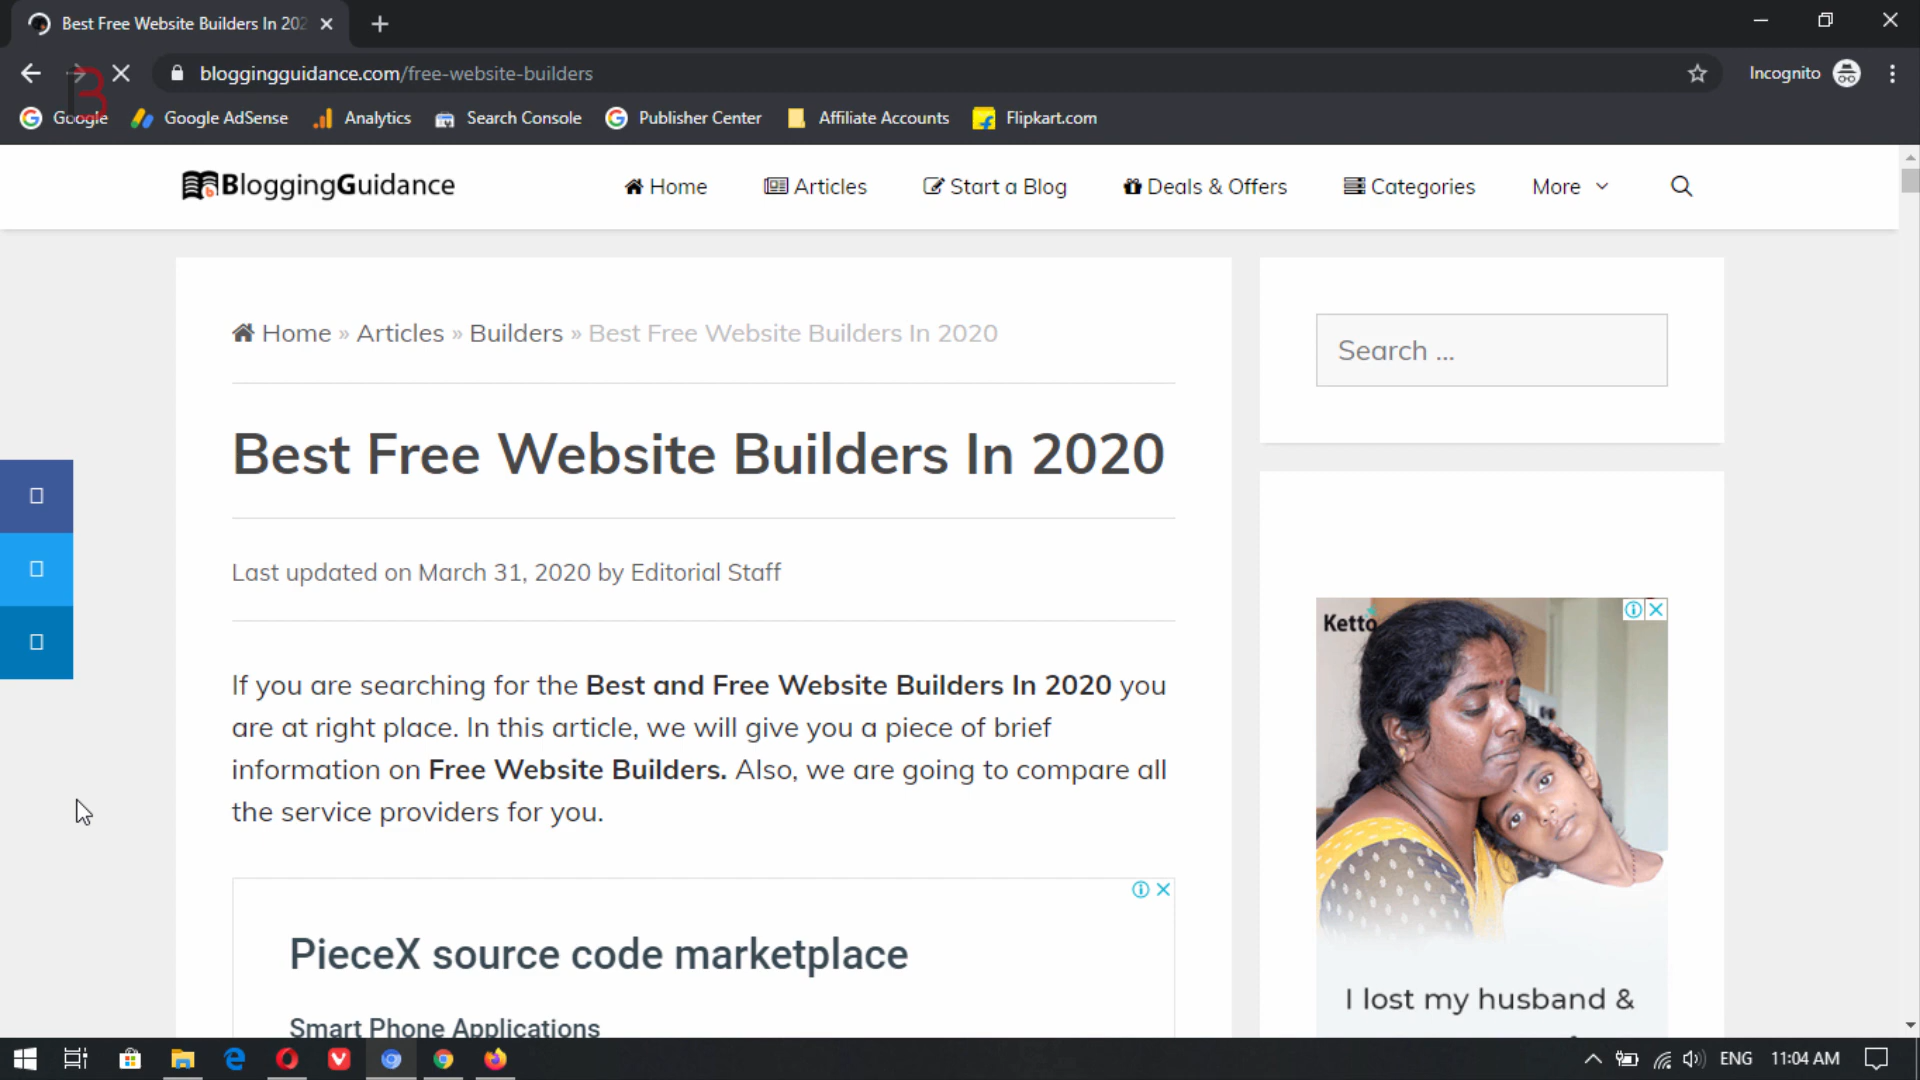 Best Free Website Builders In 202
bloggingguidance.com/free-website-builders
Incognito
Google
Google AdSense
Analytics
Search Console
Publisher Center
Affiliate Accounts
Flipkart.com
BloggingGuidance
Home
Articles
Start a Blog
Deals & Offers
Categories
More
Home » Articles » Builders » Best Free Website Builders In 2020
Search ...
Best Free Website Builders In 2020
Last updated on March 31, 2020 by Editorial Staff
If you are searching for the Best and Free Website Builders In 2020 you
are at right place. In this article, we will give you a piece of brief
information on Free Website Builders. Also, we are going to compare all
the service providers for you.
Ketto
PieceX source code marketplace
Smart Phone Applications
I lost my husband &
ENG
11:04 AM